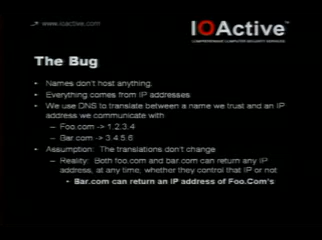 www.ioactive.com
IOActive™
COMPREHENSIVE COMPUTER SECURITY SERVICES
The Bug
• Names don't host anything.
• Everything comes from IP addresses
• We use DNS to translate between a name we trust and an IP
address we communicate with
– Foo.com -> 1.2.3.4
– Bar.com -> 3.4.5.6
• Assumption: The translations don't change
– Reality: Both foo.com and bar.com can return any IP
address, at any time, whether they control that IP or not
• Bar.com can return an IP address of Foo.Com's